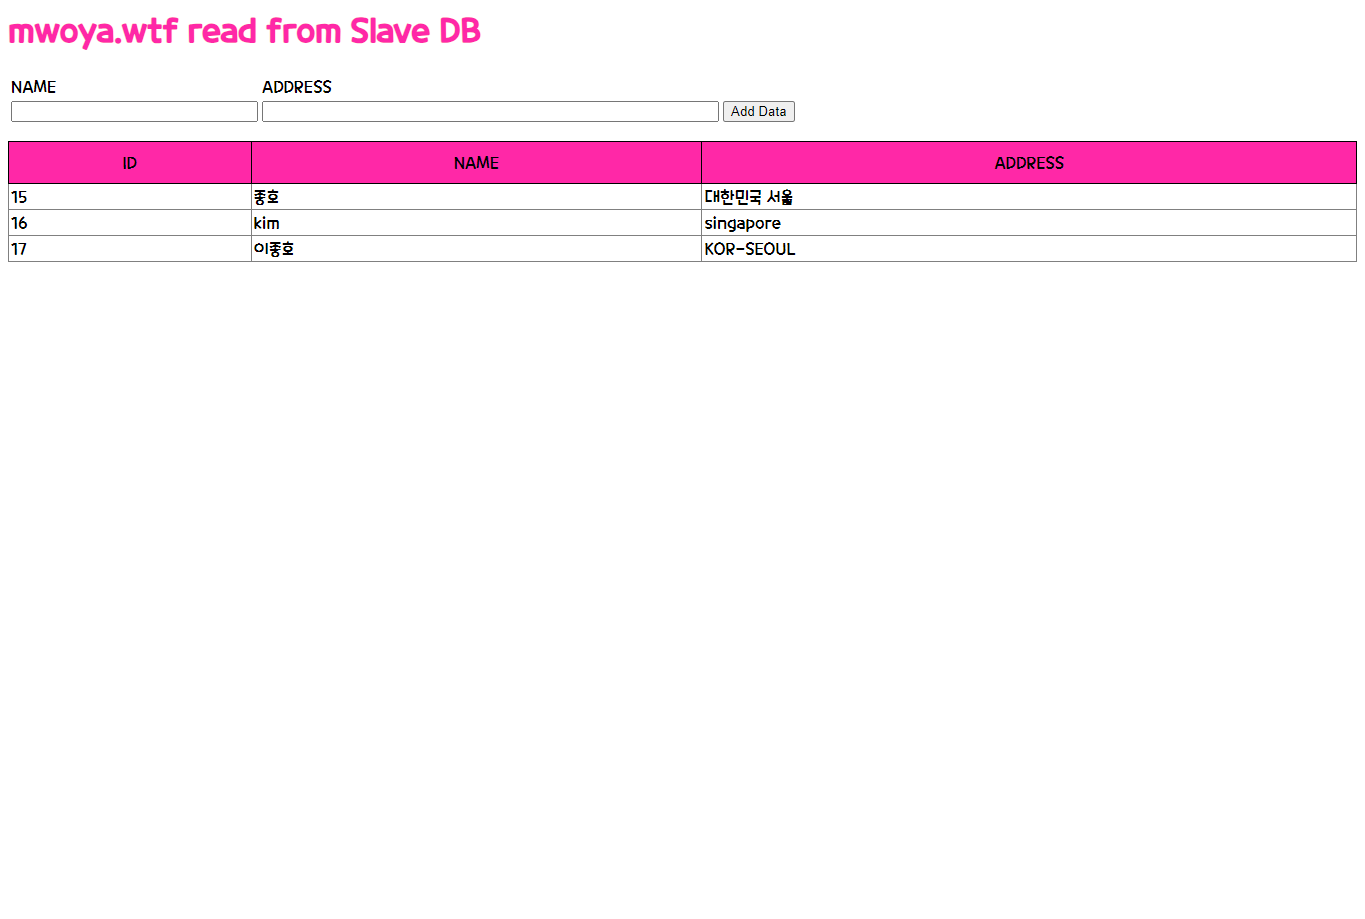 mwoya.wtf read from Slave DB
NAME ADDRESS
Add Data
ID NAME ADDRESS
15 종호 대한민국 서울
16 kim singapore
17 이종호 KOR-SEOUL